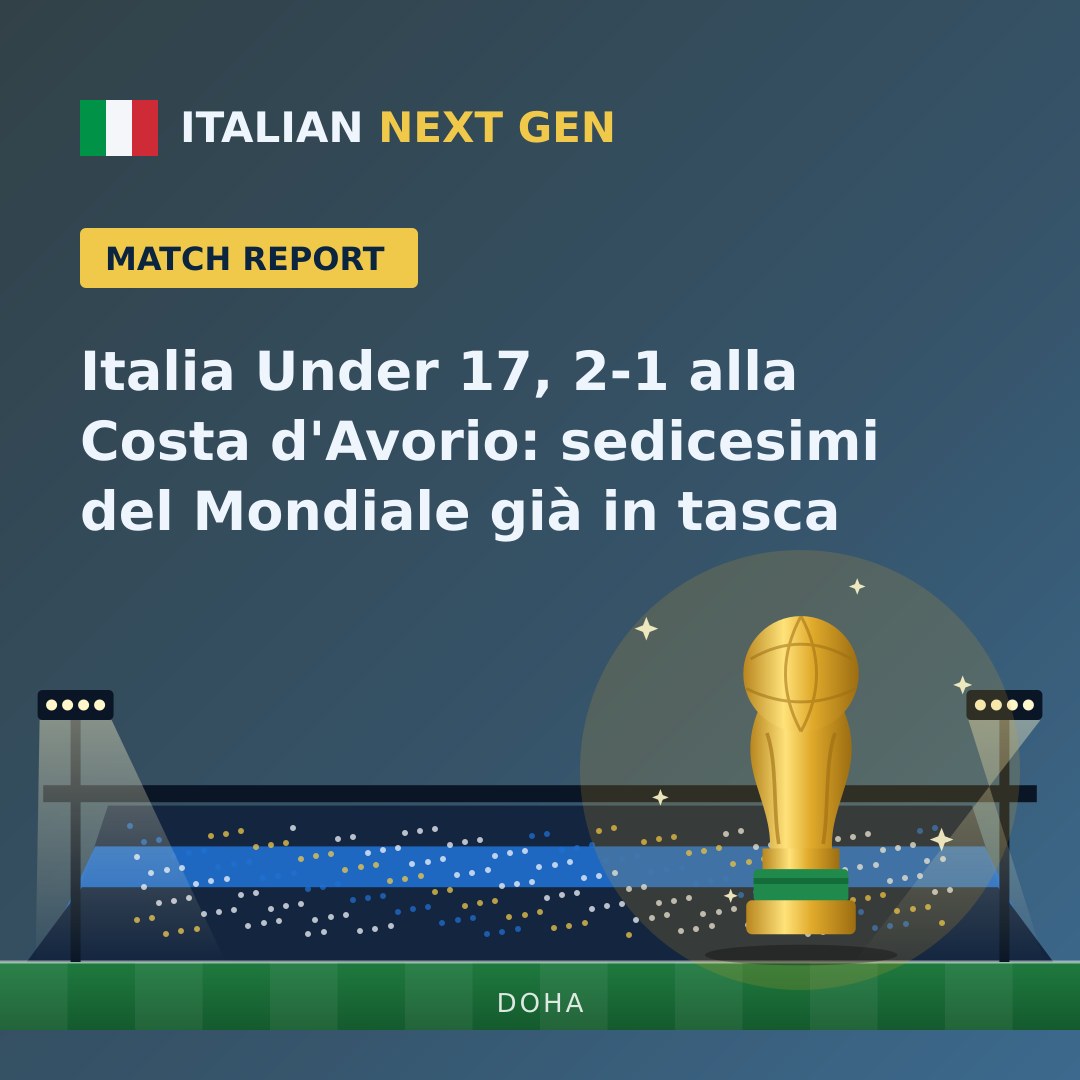 ITALIAN NEXT GEN
MATCH REPORT
Italia Under 17, 2-1 alla
Costa d'Avorio: sedicesimi
del Mondiale già in tasca
DOHA